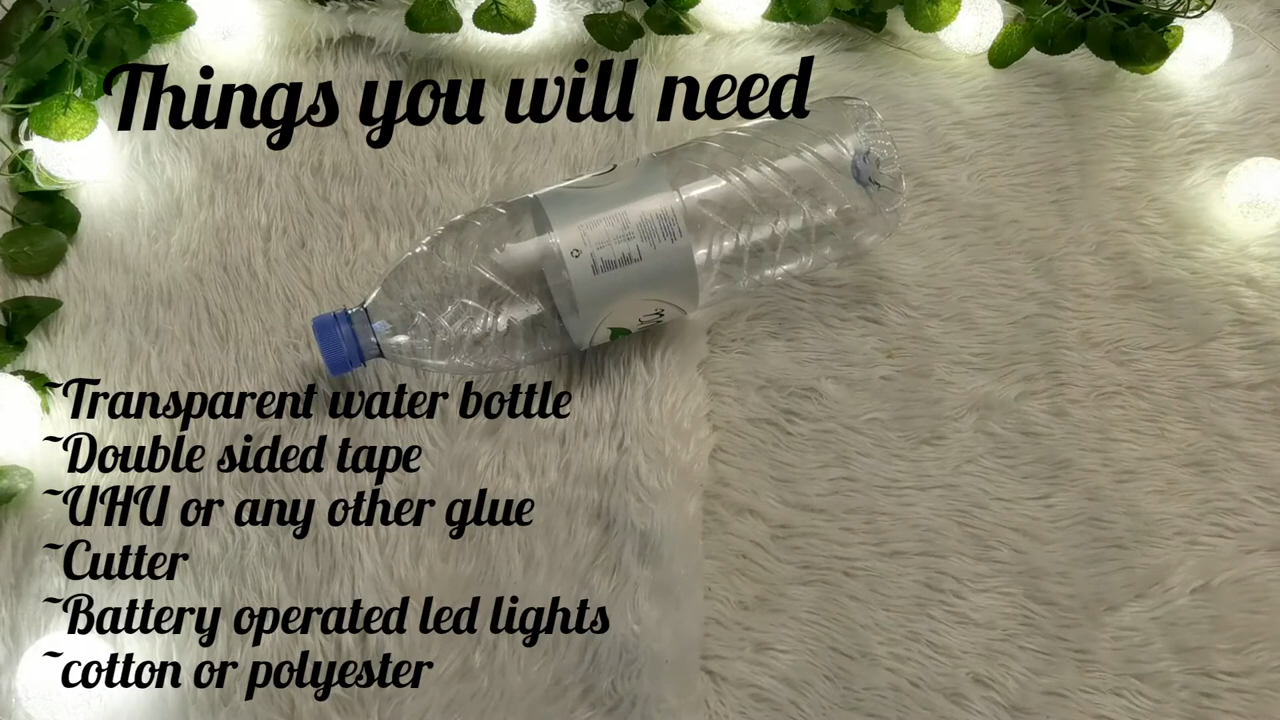 Things you will need
~Transparent water bottle
~Double sided tape
~UHU or any other glue
~Cutter
~Battery operated led lights
~cotton or polyester